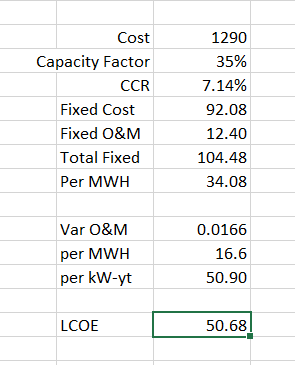 Cost 1290
Capacity Factor 35%
CCR 7.14%
Fixed Cost 92.08
Fixed O&M 12.40
Total Fixed 104.48
Per MWH 34.08
Var O&M 0.0166
per MWH 16.6
per kW-yt 50.90
LCOE 50.68